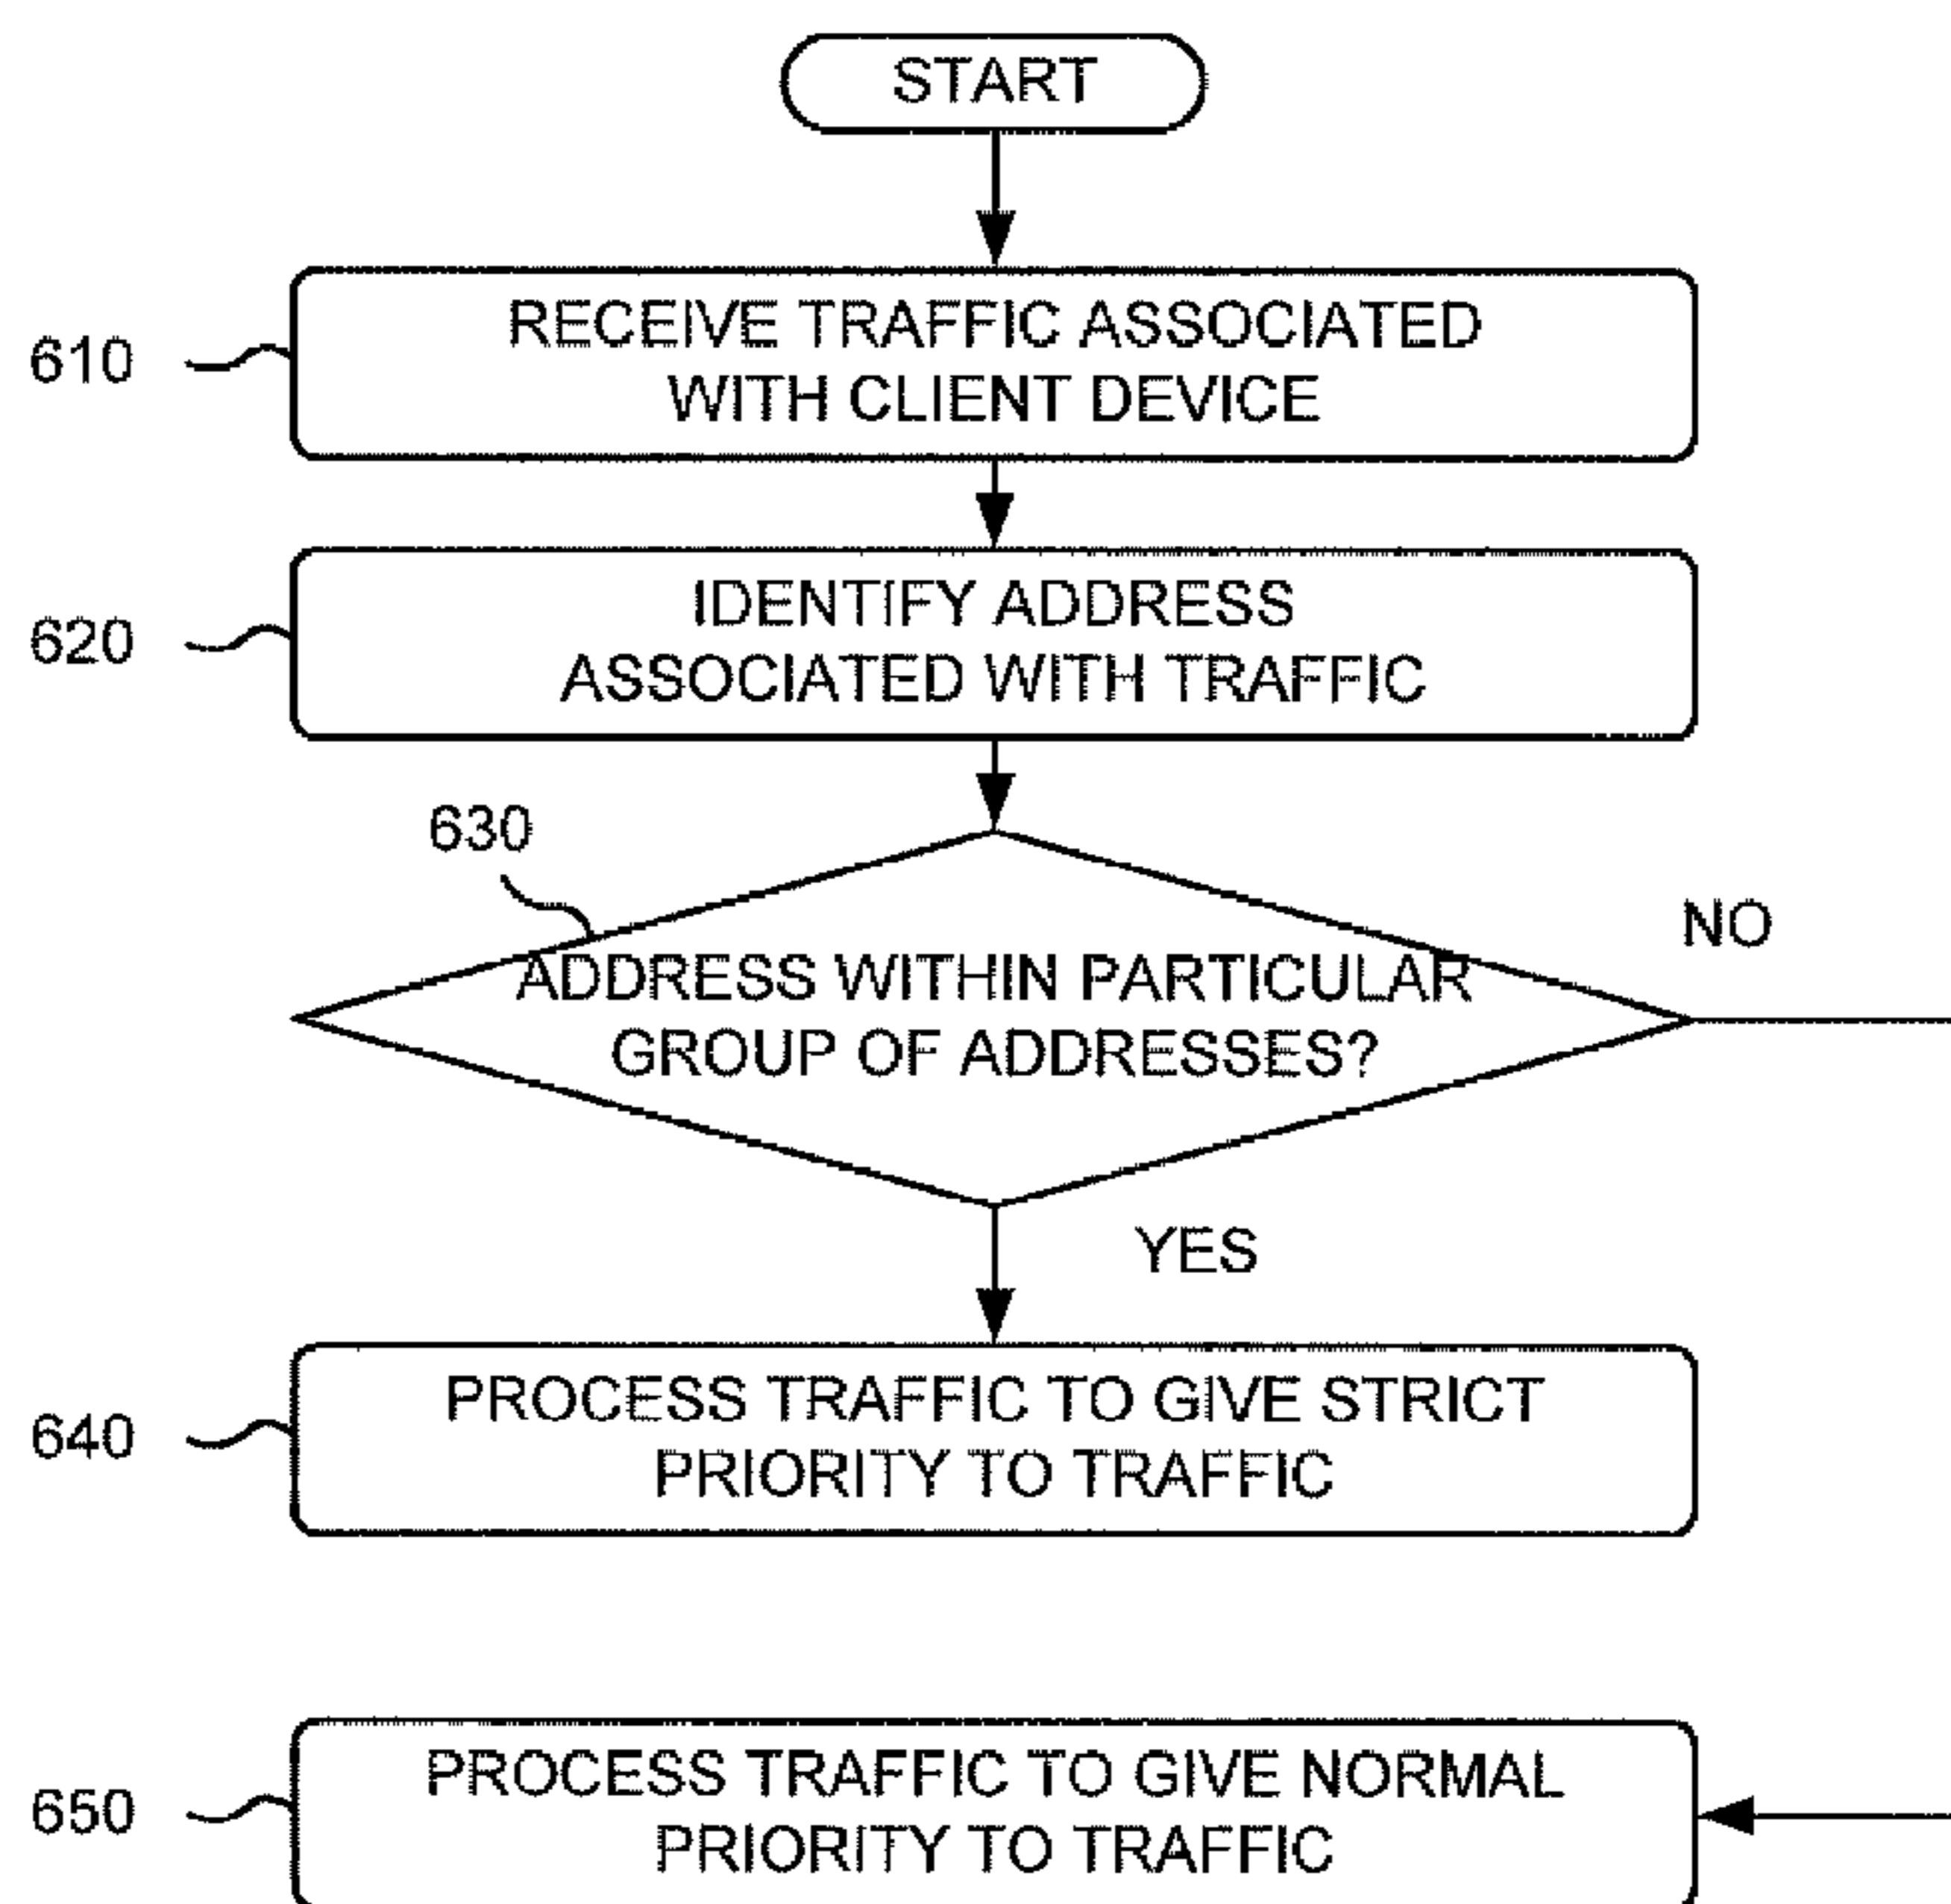 START
610
RECEIVE TRAFFIC ASSOCIATED
WITH CLIENT DEVICE
620
IDENTIFY ADDRESS
ASSOCIATED WITH TRAFFIC
630
NO
ADDRESS WITHIN PARTICULAR
GROUP OF ADDRESSES?
YES
640
PROCESS TRAFFIC TO GIVE STRICT
PRIORITY TO TRAFFIC
650
PROCESS TRAFFIC TO GIVE NORMAL
PRIORITY TO TRAFFIC